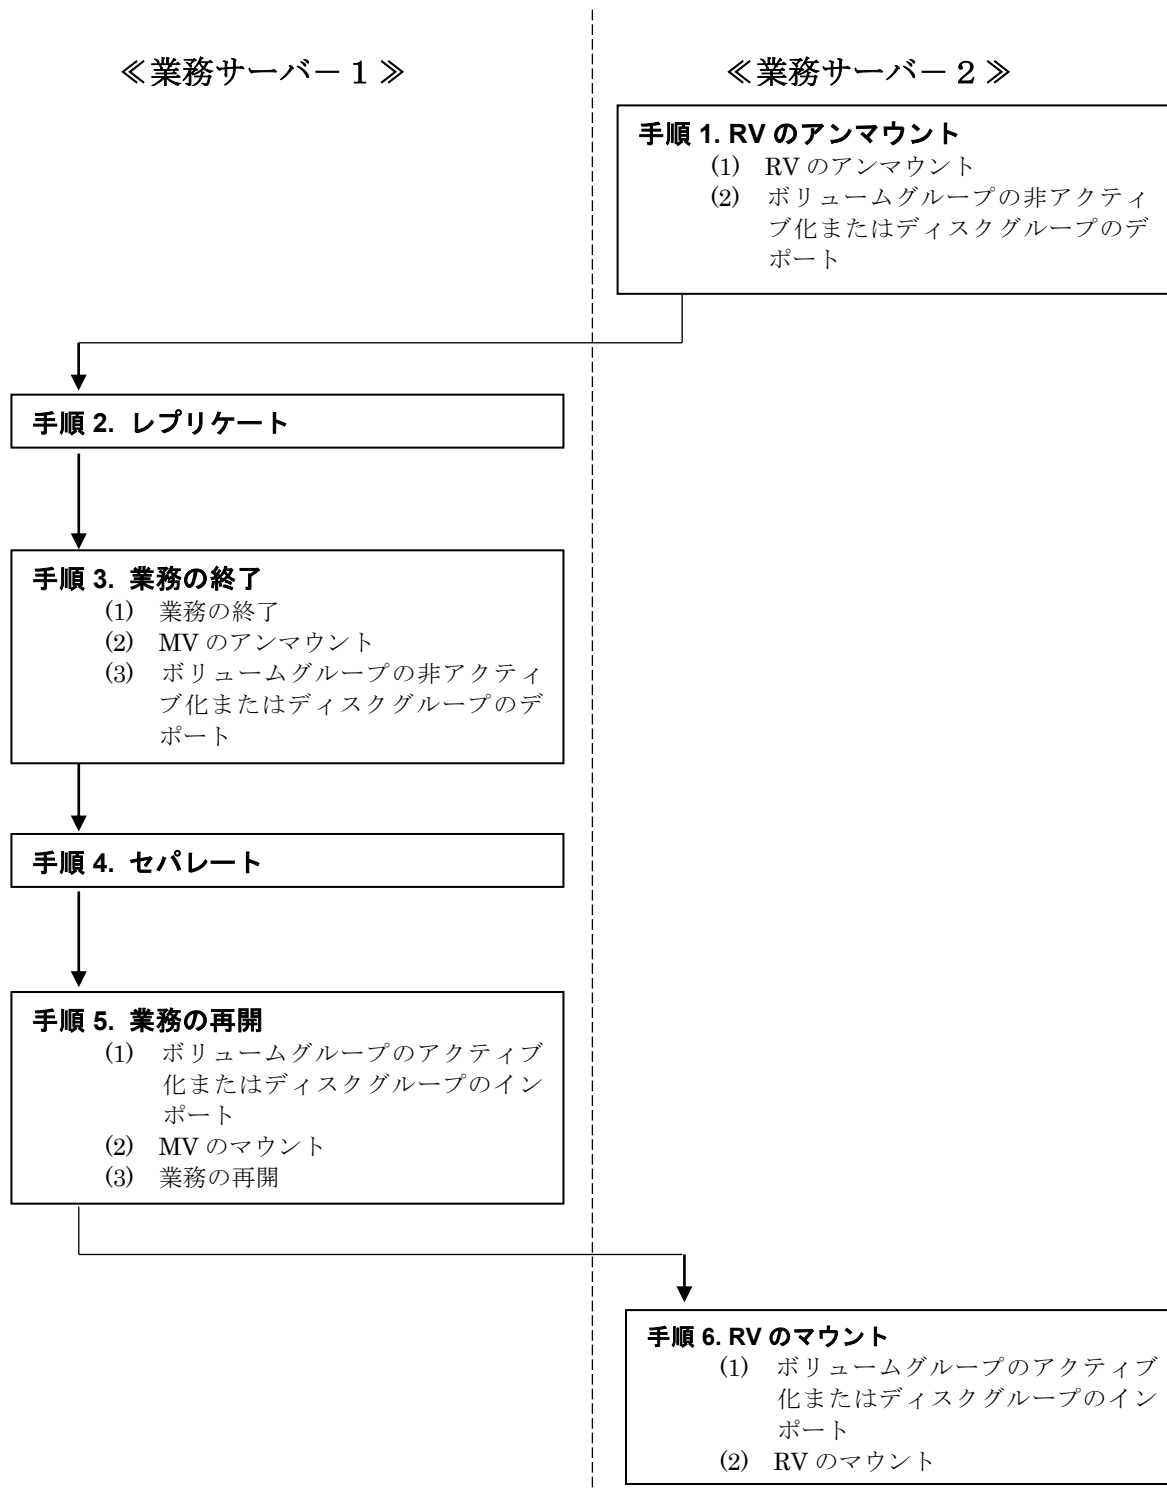 ≪業務サーバ－１≫
≪業務サーバ－２≫
手順 1. RV のアンマウント
(1) RV のアンマウント
(2) ボリュームグループの非アクティ
ブ化またはディスクグループのデ
ポート
手順 2. レプリケート
手順 3. 業務の終了
(1) 業務の終了
(2) MV のアンマウント
(3) ボリュームグループの非アクティ
ブ化またはディスクグループのデ
ポート
手順 4. セパレート
手順 5. 業務の再開
(1) ボリュームグループのアクティブ
化またはディスクグループのイン
ポート
(2) MV のマウント
(3) 業務の再開
手順 6. RV のマウント
(1) ボリュームグループのアクティブ
化またはディスクグループのイン
ポート
(2) RV のマウント